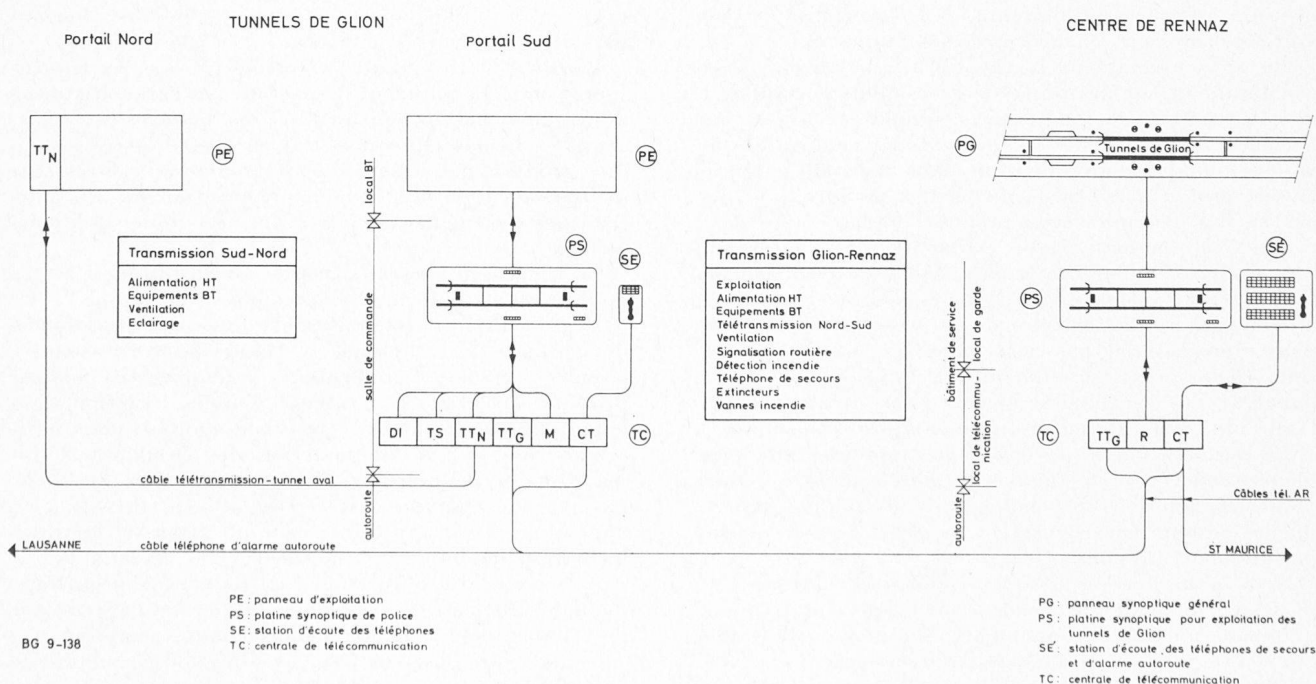 TUNNELS DE GLION
Portail Nord
Portail Sud
CENTRE DE RENNAZ
TTN
PE
local BT
PE
PG
Tunnels de Glion
Transmission Sud-Nord
Alimentation HT
Equipements BT
Ventilation
Eclairage
salle de commande
PS
SE
Transmission Glion-Rennaz
Exploitation
Alimentation HT
Equipements BT
Télétransmission Nord-Sud
Ventilation
Signalisation routière
Détection incendie
Téléphone de secours
Extincteurs
Vannes incendie
bâtiment de service
local de garde
local de télécommu-
nication
PS
SE
DI TS TTN TTG M CT
TC
TC
TTG R CT
câble télétransmission-tunnel aval
autoroute
autoroute
Câbles tél. AR
LAUSANNE
câble téléphone d'alarme autoroute
ST MAURICE
PE : panneau d'exploitation
PS : platine synoptique de police
SE : station d'écoute des téléphones
TC : centrale de télécommunication
BG 9-138
PG : panneau synoptique général
PS : platine synoptique pour exploitation des
tunnels de Glion
SE : station d'écoute des téléphones de secours
et d'alarme autoroute
TC : centrale de télécommunication